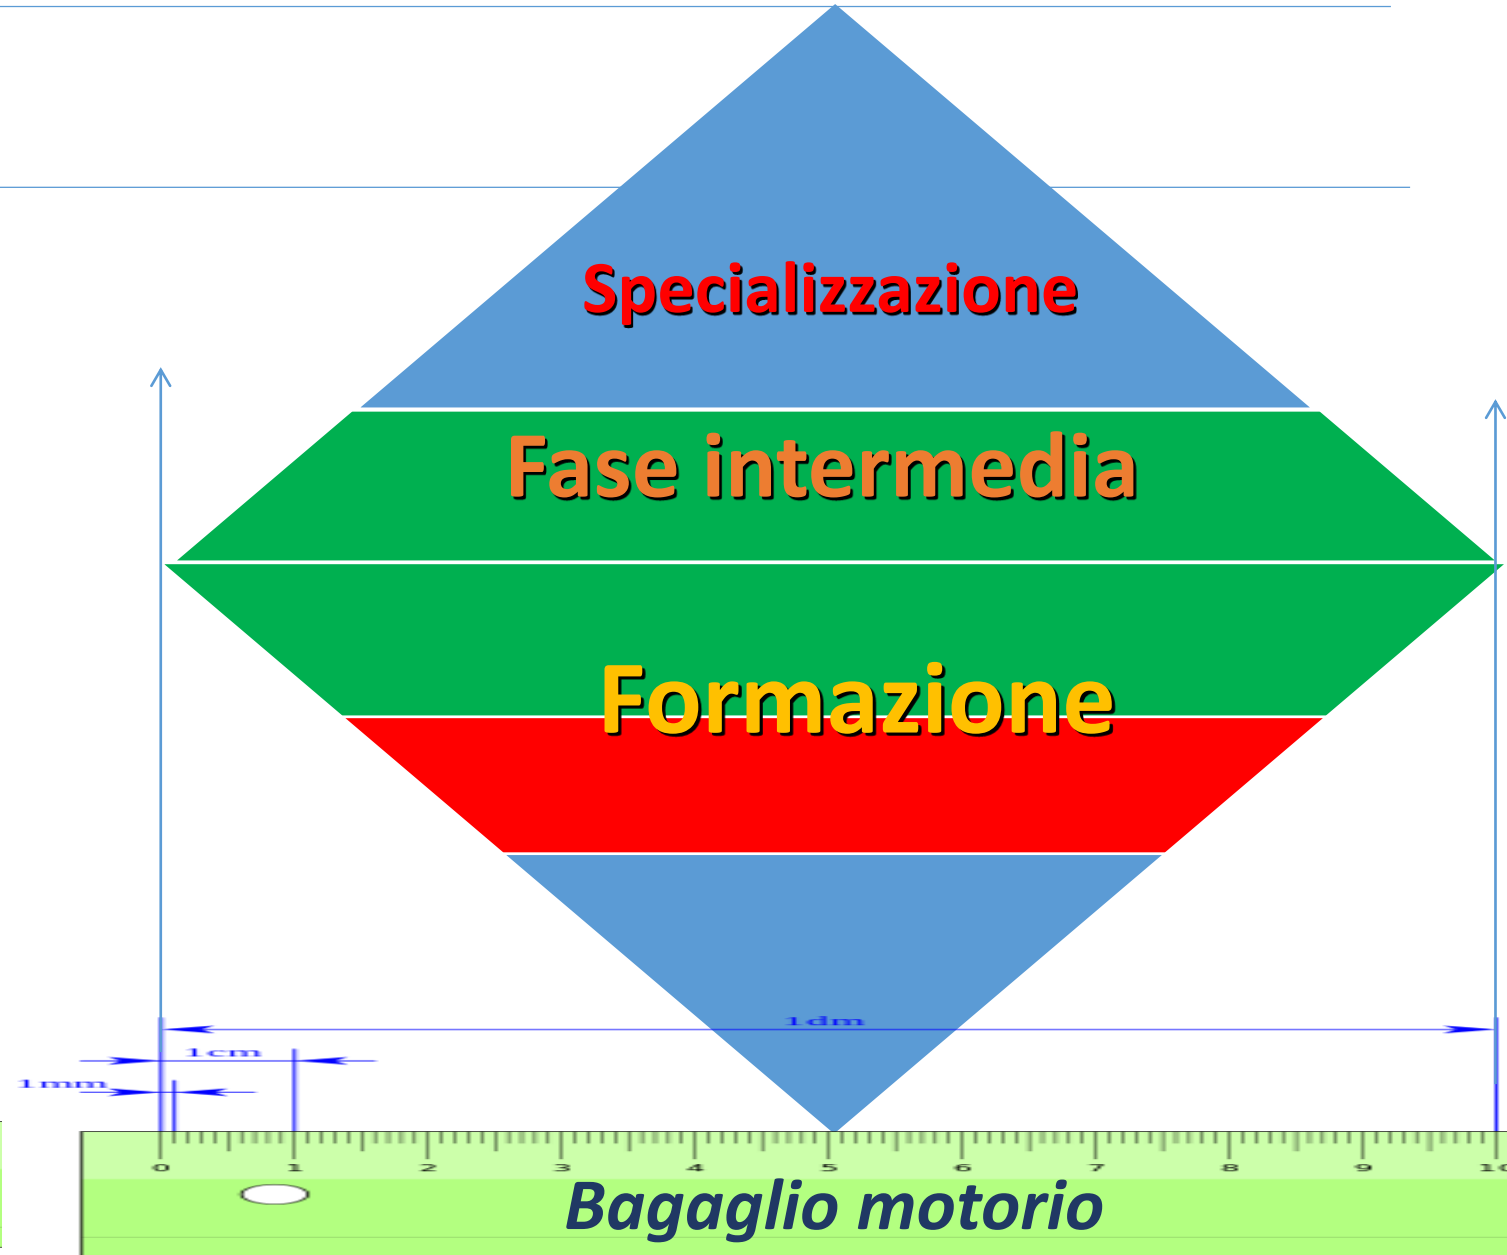 Specializzazione
Fase intermedia
Formazione
1dm
1cm
1mm
0 1 2 3 4 5 6 7 8 9 10
Bagaglio motorio